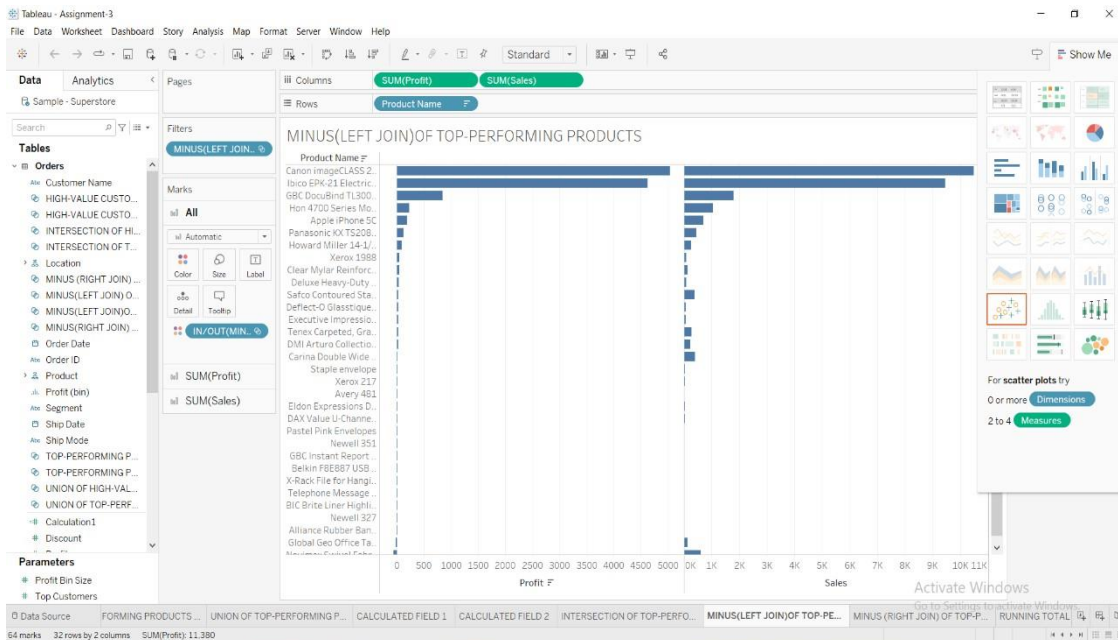 Tableau - Assignment-3
File Data Worksheet Dashboard Story Analysis Map Format Server Window Help
Standard
Show Me
Data Analytics
Sample - Superstore
Search
Tables
Orders
Abc Customer Name
HIGH-VALUE CUSTO...
HIGH-VALUE CUSTO...
INTERSECTION OF HI...
INTERSECTION OF T...
Location
MINUS (RIGHT JOIN) ...
MINUS(LEFT JOIN) O...
MINUS(LEFT JOIN)O...
MINUS(RIGHT JOIN) ...
Order Date
Abc Order ID
Product
Profit (bin)
Abc Segment
Ship Date
Abc Ship Mode
TOP-PERFORMING P...
TOP-PERFORMING P...
UNION OF HIGH-VAL...
UNION OF TOP-PERF...
Calculation1
Discount
Parameters
Profit Bin Size
Top Customers
Pages
Filters
MINUS(LEFT JOIN...
Marks
All
Automatic
Color Size Label
Detail Tooltip
IN/OUT(MIN...
SUM(Profit)
SUM(Sales)
Columns SUM(Profit) SUM(Sales)
Rows Product Name
MINUS(LEFT JOIN)OF TOP-PERFORMING PRODUCTS
Product Name
Canon imageCLASS 2..
Ibico EPK-21 Electric..
GBC DocuBind TL300..
Hon 4700 Series Mo..
Apple iPhone 5C
Panasonic KX TS208..
Howard Miller 14-1/..
Xerox 1988
Clear Mylar Reinforc..
Deluxe Heavy-Duty ..
Safco Contoured Sta..
Deflect-O Glasstique..
Executive Impressio..
Tenex Carpeted, Gra..
DMI Arturo Collectio..
Carina Double Wide ..
Staple envelope
Xerox 217
Avery 481
Eldon Expressions D..
DAX Value U-Channe..
Pastel Pink Envelopes
Newell 351
GBC Instant Report ..
Belkin F8E887 USB ..
X-Rack File for Hangi..
Telephone Message ..
BIC Brite Liner Highli..
Newell 327
Alliance Rubber Ban..
Global Geo Office Ta..
0 500 1000 1500 2000 2500 3000 3500 4000 4500 5000 0K 1K 2K 3K 4K 5K 6K 7K 8K 9K 10K 11K
Profit Sales
For scatter plots try
0 or more Dimensions
2 to 4 Measures
Activate Windows
Go to Settings to activate Windows.
Data Source FORMING PRODUCTS ... UNION OF TOP-PERFORMING P... CALCULATED FIELD 1 CALCULATED FIELD 2 INTERSECTION OF TOP-PERFO... MINUS(LEFT JOIN)OF TOP-PE... MINUS (RIGHT JOIN) OF TOP-P... RUNNING TOTAL
64 marks 32 rows by 2 columns SUM(Profit): 11,380